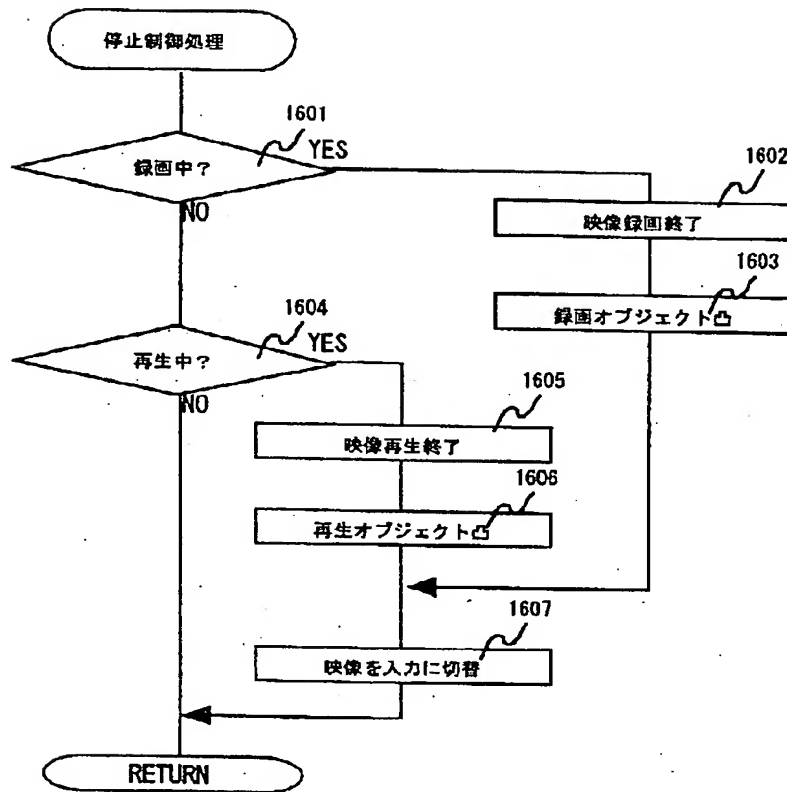 停止制御処理
1601
録画中?
YES
NO
1602
映像録画終了
1603
録画オブジェクト凸
1604
再生中?
YES
NO
1605
映像再生終了
1606
再生オブジェクト凸
1607
映像を入力に切替
RETURN